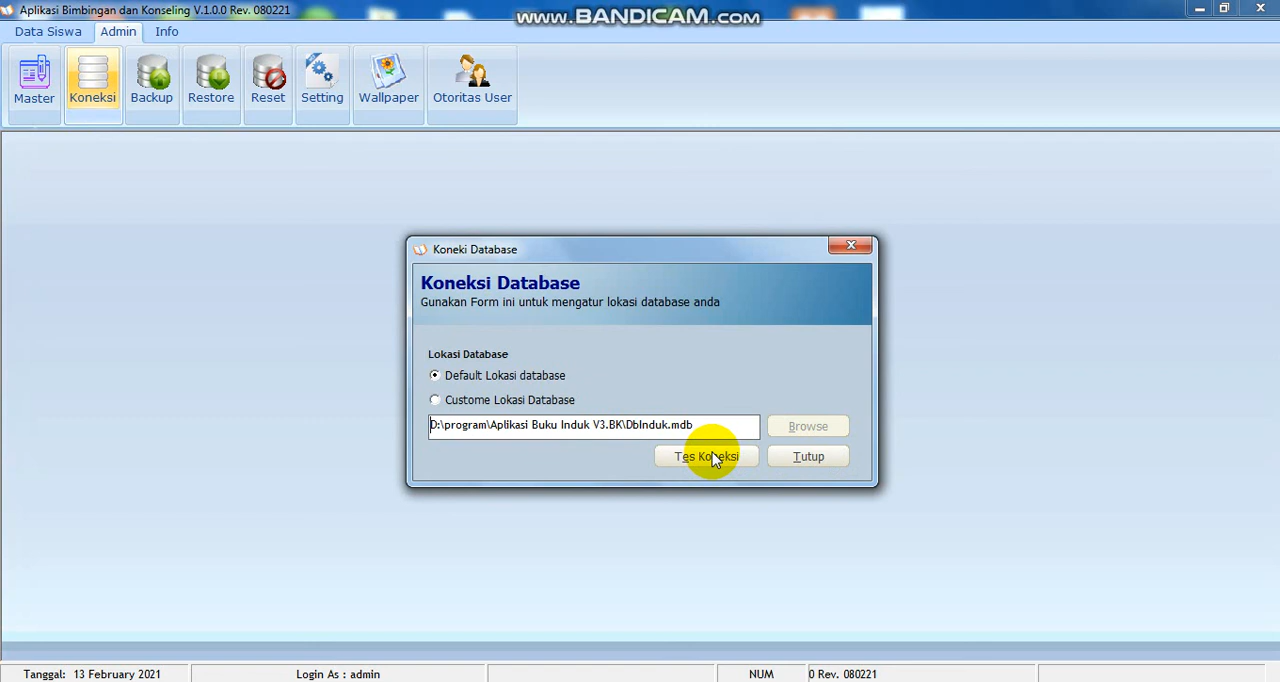 Aplikasi Bimbingan dan Konseling V.1.0.0 Rev. 080221
www.BANDICAM.com
Data Siswa Admin Info
Master Koneksi Backup Restore Reset Setting Wallpaper Otoritas User
Koneki Database
Koneksi Database
Gunakan Form ini untuk mengatur lokasi database anda
Lokasi Database
Default Lokasi database
Custome Lokasi Database
D:\program\Aplikasi Buku Induk V3.BK\DbInduk.mdb Browse
Tes Koneksi Tutup
Tanggal: 13 February 2021 Login As : admin NUM 0 Rev. 080221